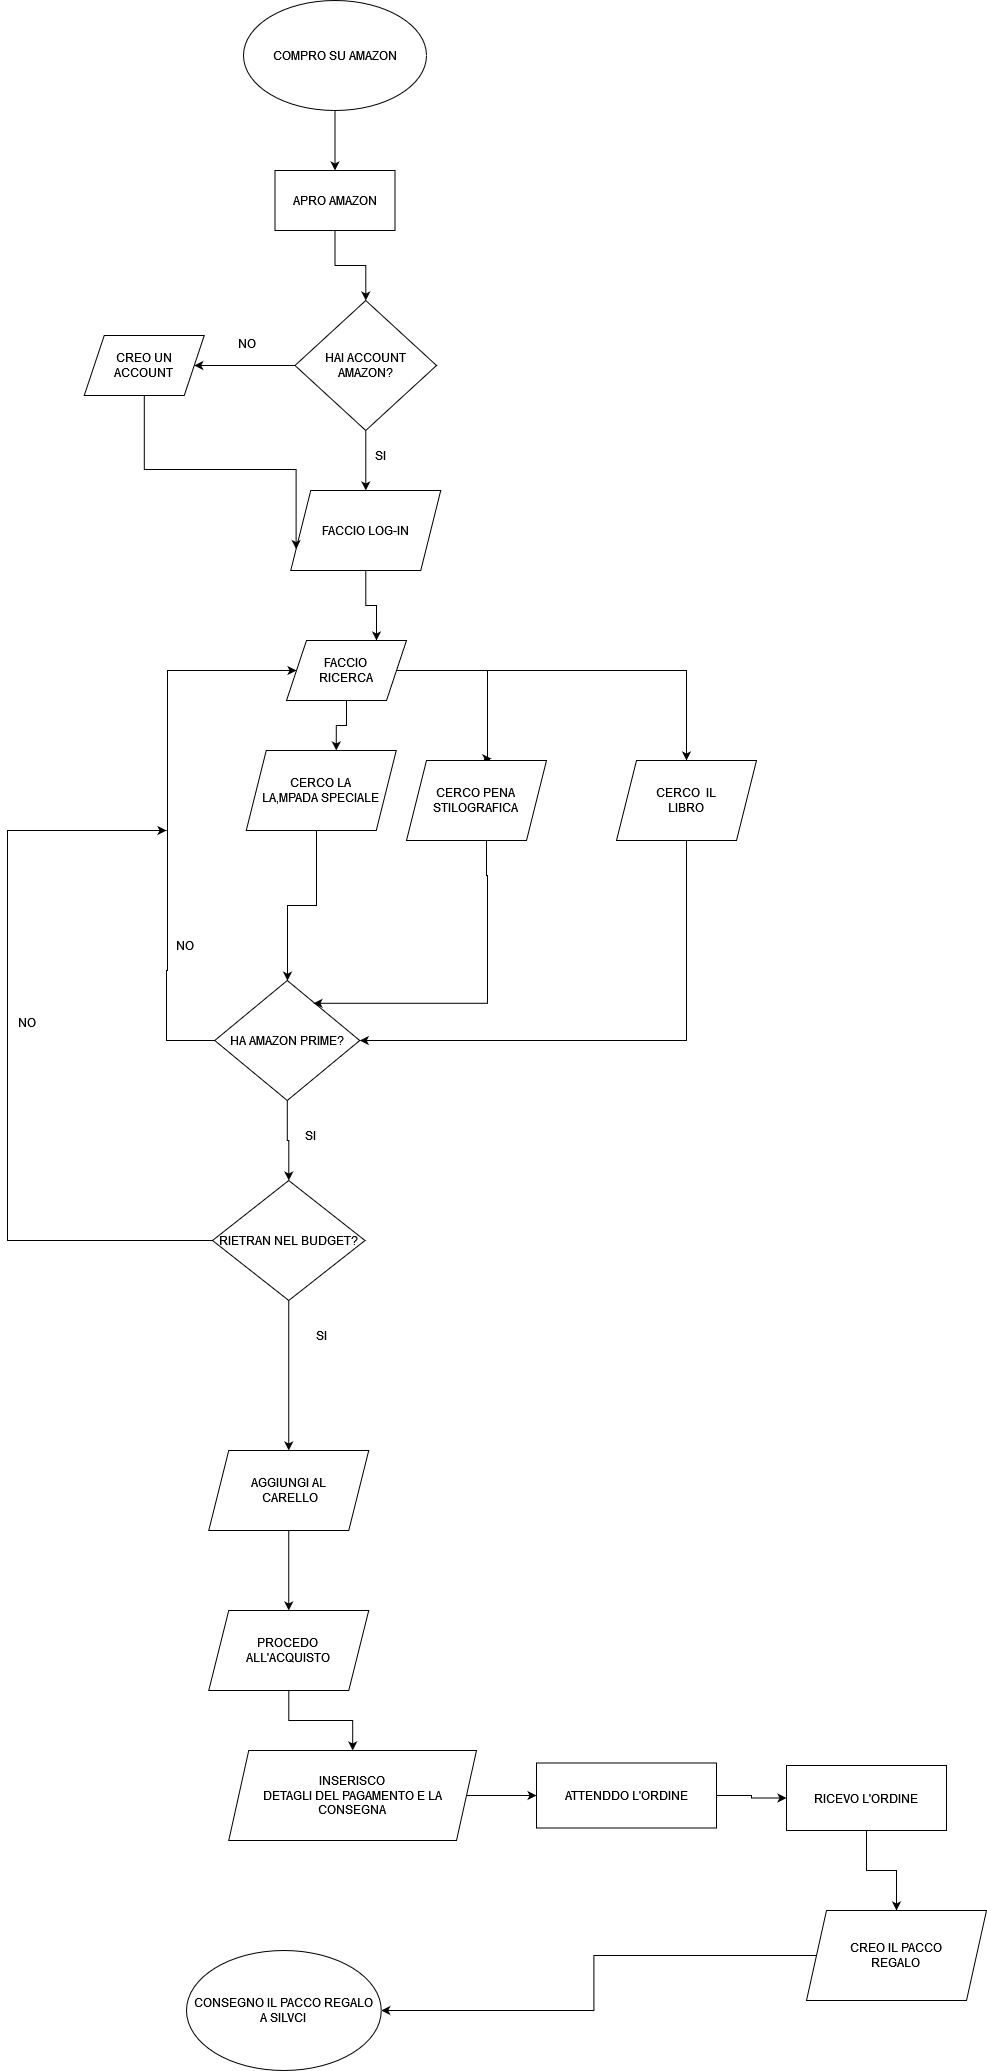 COMPRO SU AMAZON
APRO AMAZON
HAI ACCOUNT
AMAZON?
NO
CREO UN
ACCOUNT
SI
FACCIO LOG-IN
FACCIO
RICERCA
CERCO LA
LA,MPADA SPECIALE
CERCO PENA
STILOGRAFICA
CERCO IL
LIBRO
NO
NO
HA AMAZON PRIME?
SI
RIETRAN NEL BUDGET?
SI
AGGIUNGI AL
CARELLO
PROCEDO
ALL'ACQUISTO
INSERISCO
DETAGLI DEL PAGAMENTO E LA
CONSEGNA
ATTENDDO L'ORDINE
RICEVO L'ORDINE
CREO IL PACCO
REGALO
CONSEGNO IL PACCO REGALO
A SILVCI